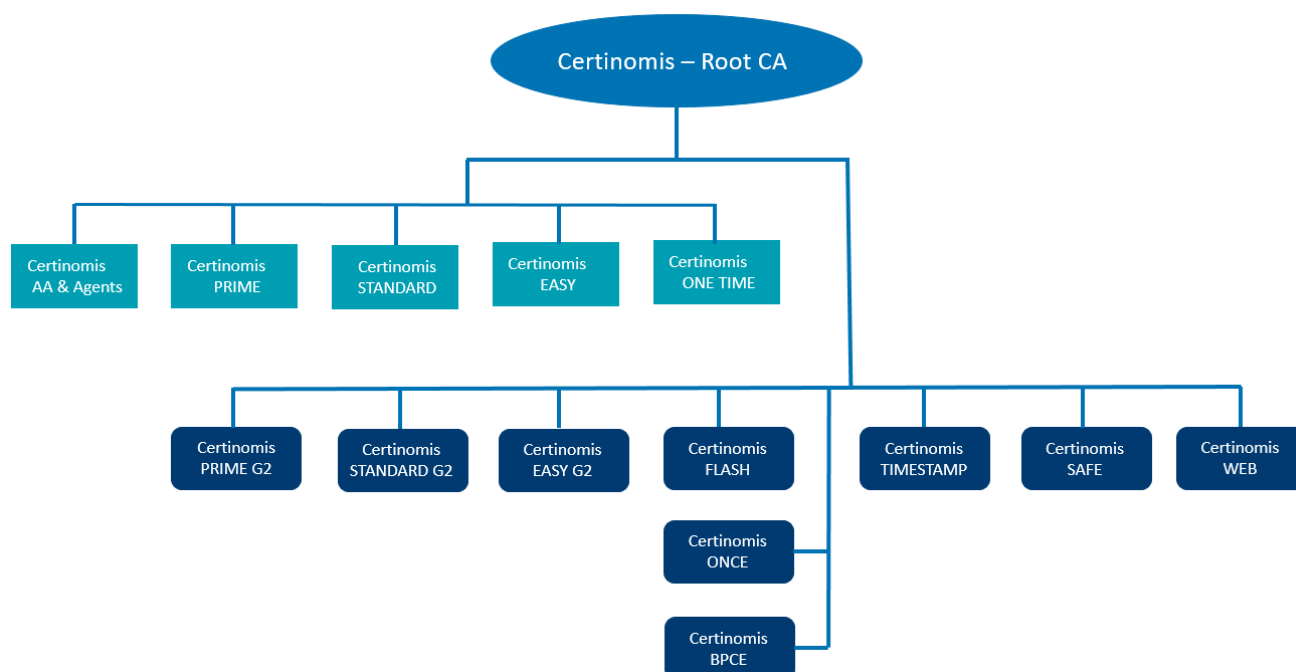 Certinomis – Root CA
Certinomis
AA & Agents
Certinomis
PRIME
Certinomis
STANDARD
Certinomis
EASY
Certinomis
ONE TIME
Certinomis
PRIME G2
Certinomis
STANDARD G2
Certinomis
EASY G2
Certinomis
FLASH
Certinomis
TIMESTAMP
Certinomis
SAFE
Certinomis
WEB
Certinomis
ONCE
Certinomis
BPCE